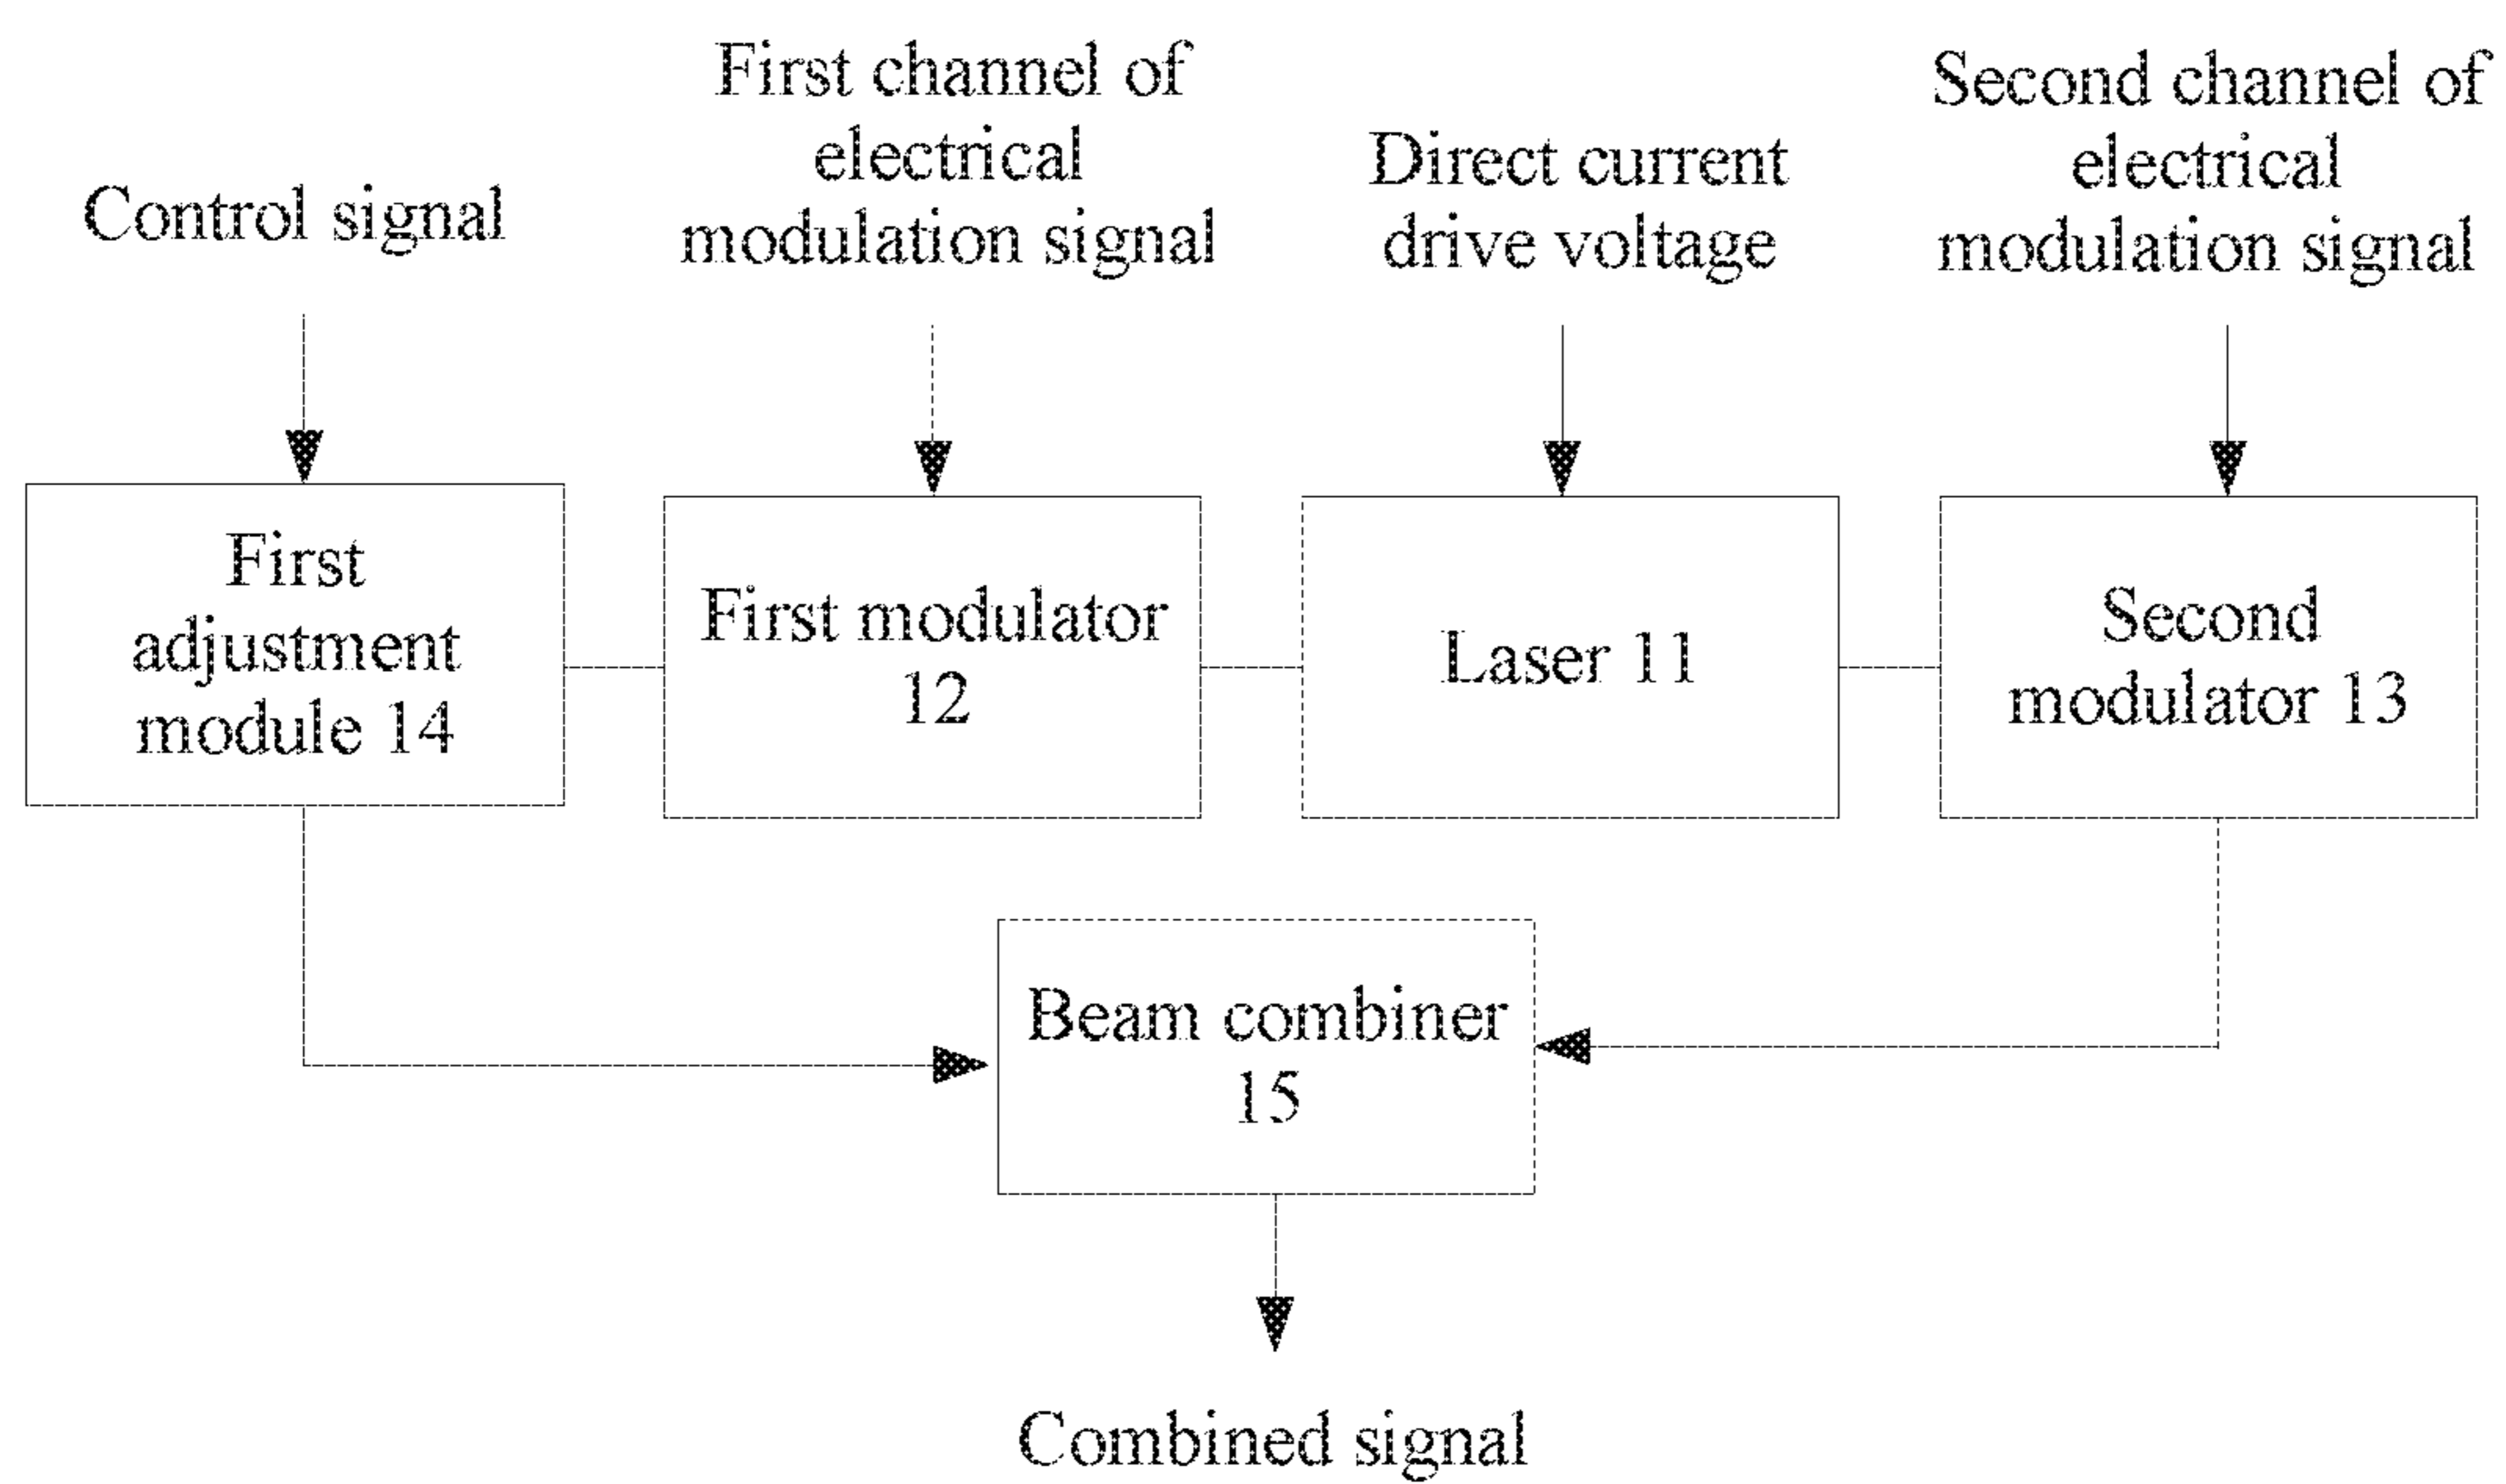 Control signal
First channel of
electrical
modulation signal
Direct current
drive voltage
Second channel of
electrical
modulation signal
First
adjustment
module 14
First modulator
12
Laser 11
Second
modulator 13
Beam combiner
15
Combined signal